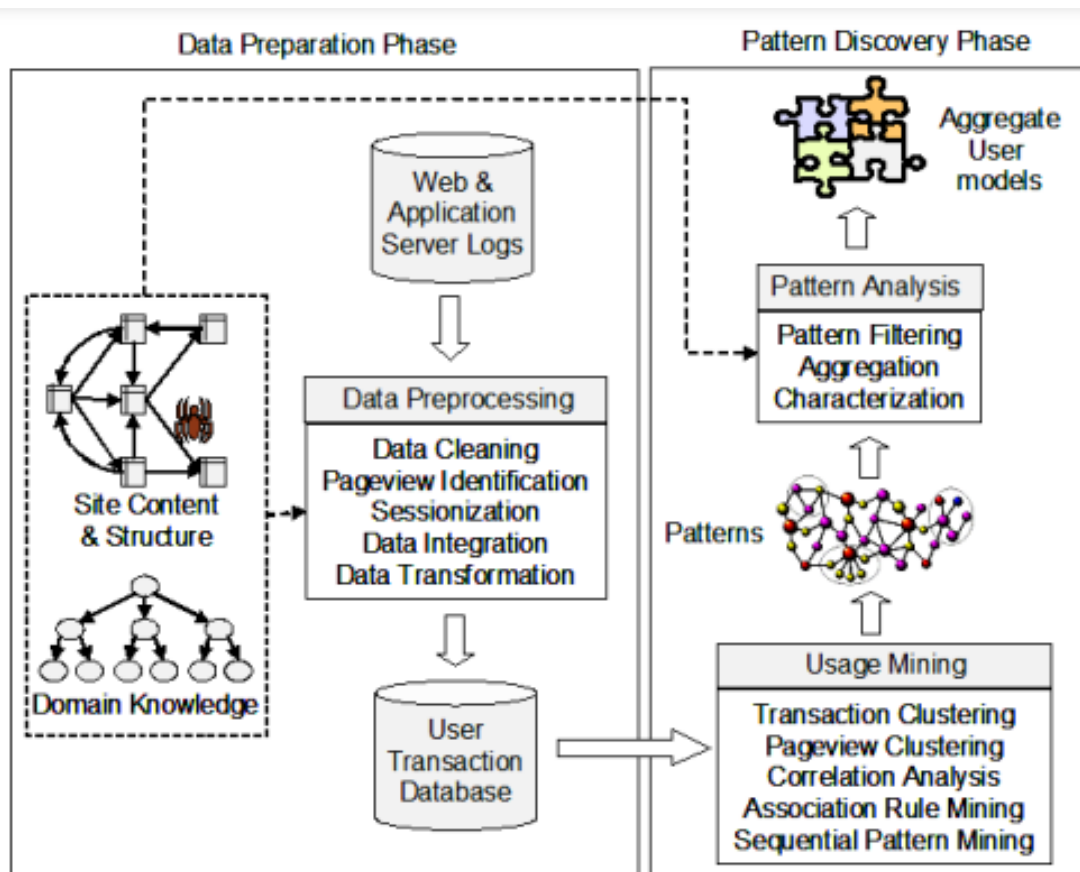 Data Preparation Phase
Pattern Discovery Phase
Web &
Application
Server Logs
Site Content
& Structure
Domain Knowledge
Data Preprocessing
Data Cleaning
Pageview Identification
Sessionization
Data Integration
Data Transformation
User
Transaction
Database
Usage Mining
Transaction Clustering
Pageview Clustering
Correlation Analysis
Association Rule Mining
Sequential Pattern Mining
Patterns
Pattern Analysis
Pattern Filtering
Aggregation
Characterization
Aggregate
User
models